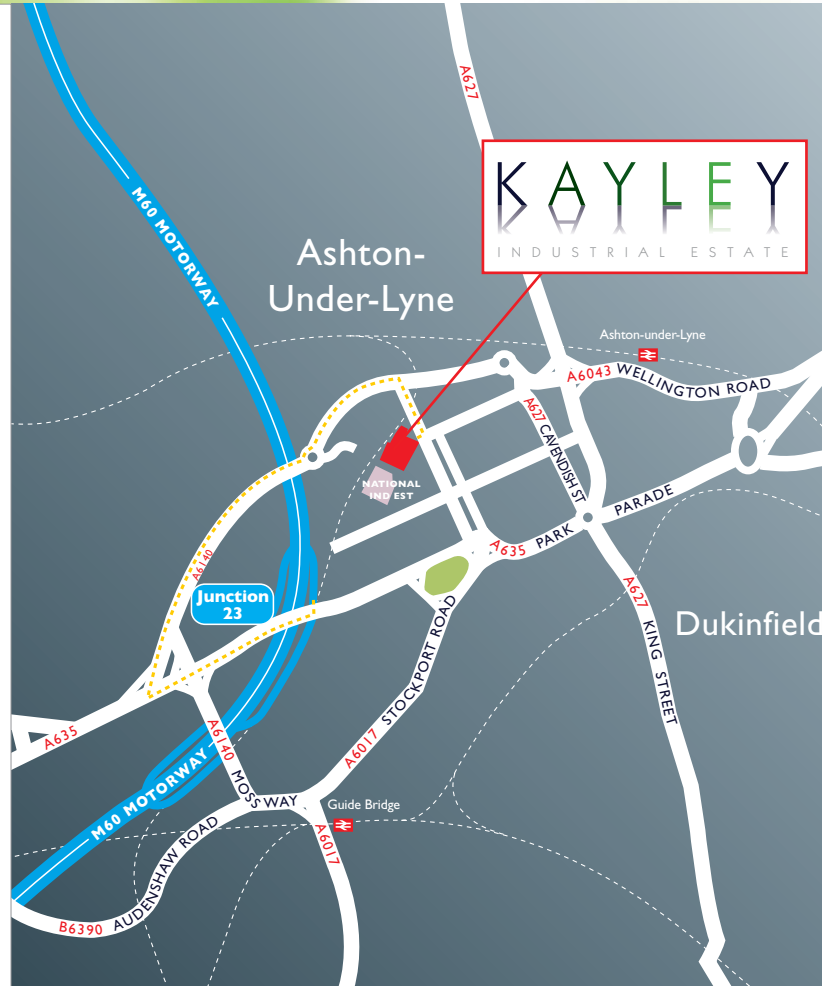 A627
KAYLEY
INDUSTRIAL ESTATE
M60 MOTORWAY
Ashton-
Under-Lyne
Ashton-under-Lyne
A6043 WELLINGTON ROAD
A627 CAVENDISH ST
NATIONAL
IND EST
A635 PARK PARADE
A6140
Junction
23
A627 KING STREET
Dukinfield
A6017 STOCKPORT ROAD
A635
A6140 MOSS WAY
M60 MOTORWAY
Guide Bridge
A6017
B6390 AUDENSHAW ROAD